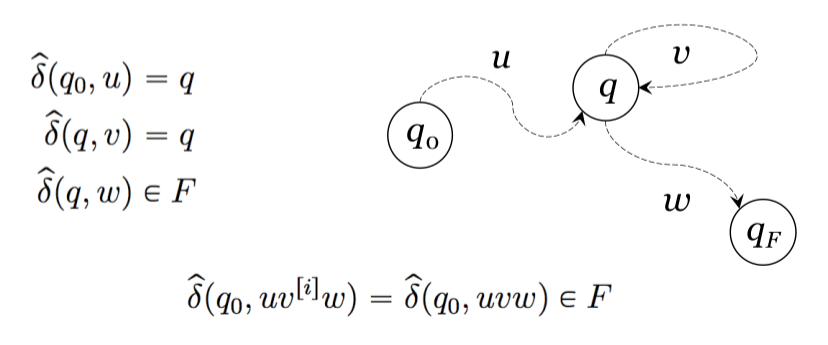 δ̂(q₀, u) = q
δ̂(q, v) = q
δ̂(q, w) ∈ F
u
v
q
q₀
w
q_F
δ̂(q₀, uv^[i]w) = δ̂(q₀, uvw) ∈ F